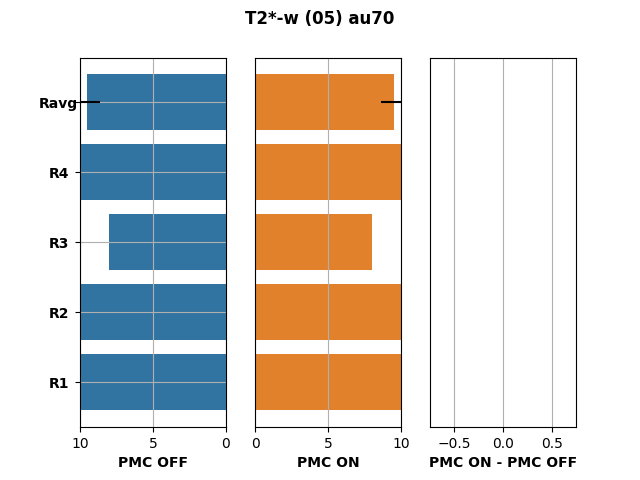 T2*-w (05) au70
Ravg
R4
R3
R2
R1
10 5 0
0 5 10
−0.5 0.0 0.5
PMC OFF
PMC ON
PMC ON - PMC OFF